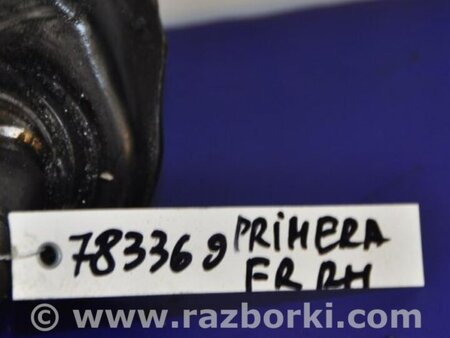 783369 PRIMERA
FR RH
© www.razborki.com